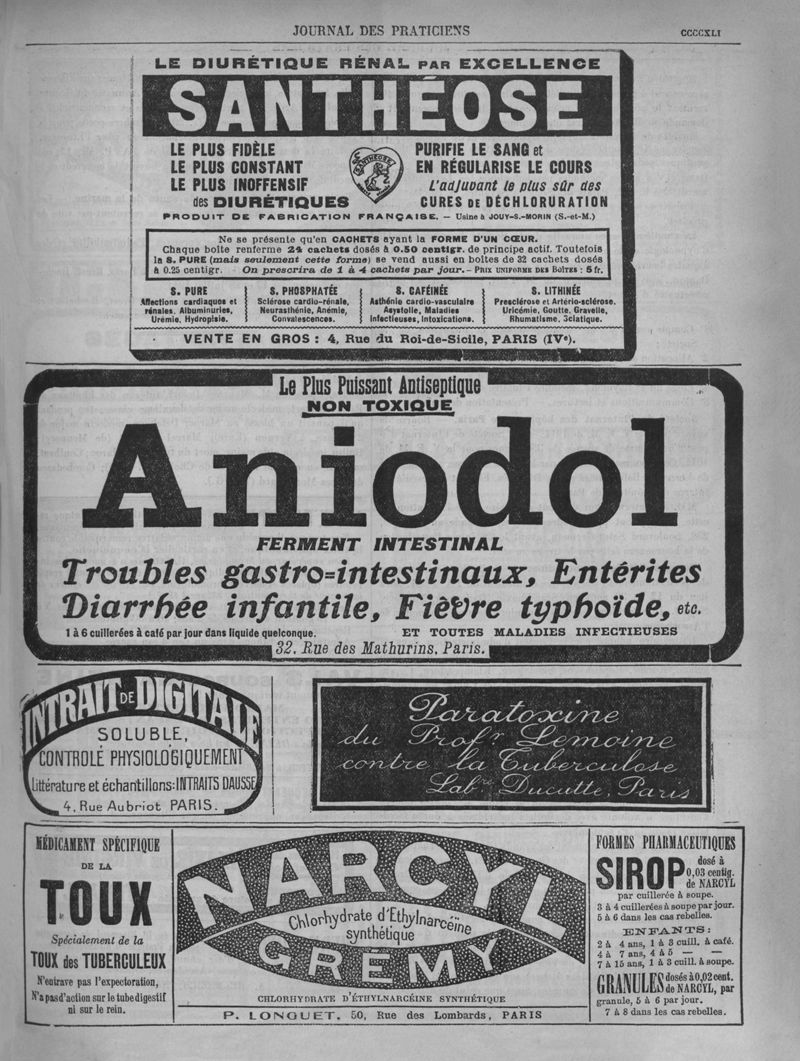 JOURNAL DES PRATICIENS
CCCCXLI
LE DIURÉTIQUE RÉNAL PAR EXCELLENCE
SANTHÉOSE
LE PLUS FIDÈLE
LE PLUS CONSTANT
LE PLUS INOFFENSIF
des DIURÉTIQUES
SANTHÉOSE
PURIFIE LE SANG et
EN RÉGULARISE LE COURS
L'adjuvant le plus sûr des
CURES DE DÉCHLORURATION
PRODUIT DE FABRICATION FRANÇAISE. — Usine à JOUY-S.-MORIN (S.-et-M.)
Ne se présente qu'en CACHETS ayant la FORME D'UN CŒUR.
Chaque boîte renferme 24 cachets dosés à 0.50 centigr. de principe actif. Toutefois
la S. PURE (mais seulement cette forme) se vend aussi en boîtes de 32 cachets dosés
à 0.25 centigr. On prescrira de 1 à 4 cachets par jour. — PRIX UNIFORME DES BOÎTES : 5 fr.
S. PURE
Affections cardiaques et
rénales, Albuminuries,
Urémie, Hydropisie.
S. PHOSPHATÉE
Sclérose cardio-rénale,
Neurasthénie, Anémie,
Convalescences.
S. CAFÉINÉE
Asthénie cardio-vasculaire
Asystolie, Maladies
Infectieuses, Intoxications.
S. LITHINÉE
Presclérose et Artério-sclérose.
Uricémie, Goutte, Gravelle,
Rhumatisme, Sciatique.
VENTE EN GROS : 4, Rue du Roi-de-Sicile, PARIS (IVe).
Le Plus Puissant Antiseptique
NON TOXIQUE
Aniodol
FERMENT INTESTINAL
Troubles gastro=intestinaux, Entérites
Diarrhée infantile, Fièvre typhoïde, etc.
1 à 6 cuillerées à café par jour dans liquide quelconque.
ET TOUTES MALADIES INFECTIEUSES
32, Rue des Mathurins, Paris.
INTRAIT DE DIGITALE
SOLUBLE,
CONTROLÉ PHYSIOLOGIQUEMENT
Littérature et échantillons: INTRAITS DAUSSE
4, Rue Aubriot PARIS.
Paratoxine
du Profr Lemoine
contre la Tuberculose
Labre Ducatte, Paris
MÉDICAMENT SPÉCIFIQUE
DE LA
TOUX
Spécialement de la
TOUX des TUBERCULEUX
N'entrave pas l'expectoration,
N'a pas d'action sur le tube digestif
ni sur le rein.
NARCYL
Chlorhydrate d'Ethylnarcéine
synthétique
GRÉMY
CHLORHYDRATE D'ÉTHYLNARCÉINE SYNTHÉTIQUE
P. LONGUET. 50, Rue des Lombards, PARIS
FORMES PHARMACEUTIQUES
SIROP dosé à
0,03 centig.
de NARCYL
par cuillerée à soupe.
3 à 4 cuillerées à soupe par jour.
5 à 6 dans les cas rebelles.
ENFANTS:
2 à 4 ans, 1 à 3 cuill. à café.
4 à 7 ans, 4 à 5 — —
7 à 15 ans, 1 à 3 cuill. à soupe.
GRANULES dosés à 0,02 cent.
de NARCYL, par
granule, 5 à 6 par jour.
7 à 8 dans les cas rebelles.